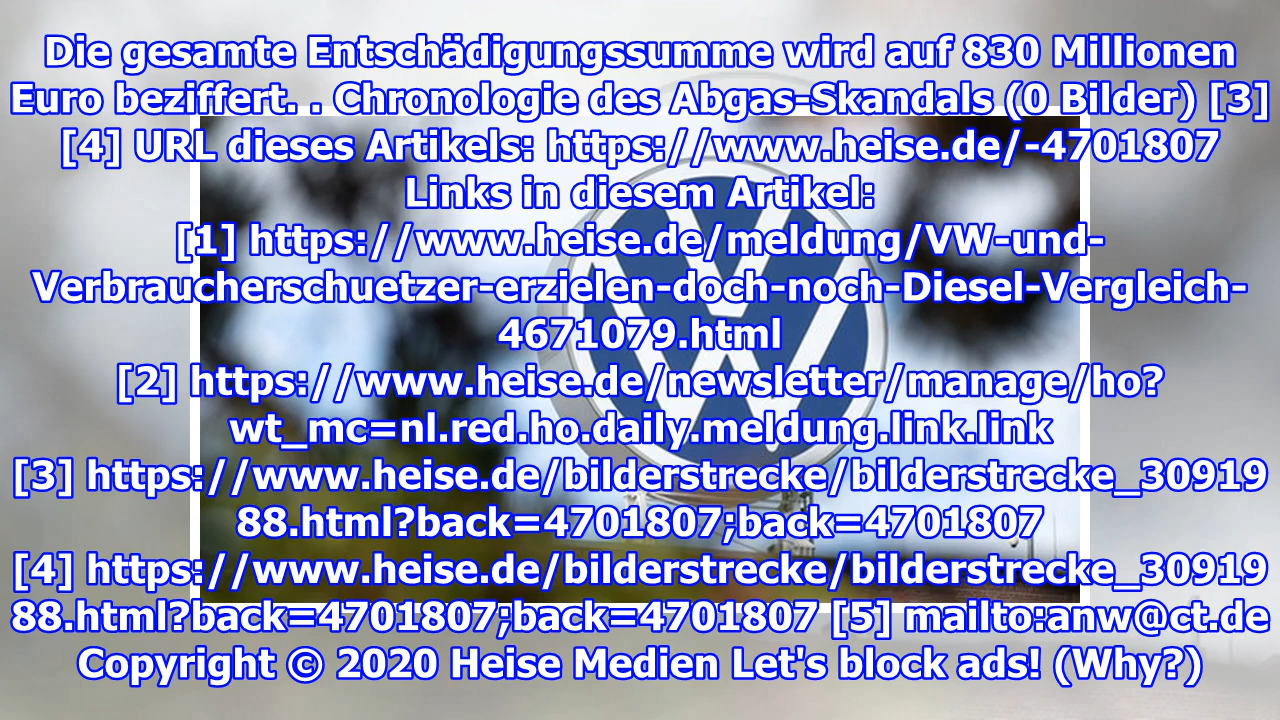 Die gesamte Entschädigungssumme wird auf 830 Millionen
Euro beziffert. . Chronologie des Abgas-Skandals (0 Bilder) [3]
[4] URL dieses Artikels: https://www.heise.de/-4701807
Links in diesem Artikel:
[1] https://www.heise.de/meldung/VW-und-
Verbraucherschuetzer-erzielen-doch-noch-Diesel-Vergleich-
4671079.html
[2] https://www.heise.de/newsletter/manage/ho?
wt_mc=nl.red.ho.daily.meldung.link.link
[3] https://www.heise.de/bilderstrecke/bilderstrecke_30919
88.html?back=4701807;back=4701807
[4] https://www.heise.de/bilderstrecke/bilderstrecke_30919
88.html?back=4701807;back=4701807 [5] mailto:anw@ct.de
Copyright © 2020 Heise Medien Let's block ads! (Why?)